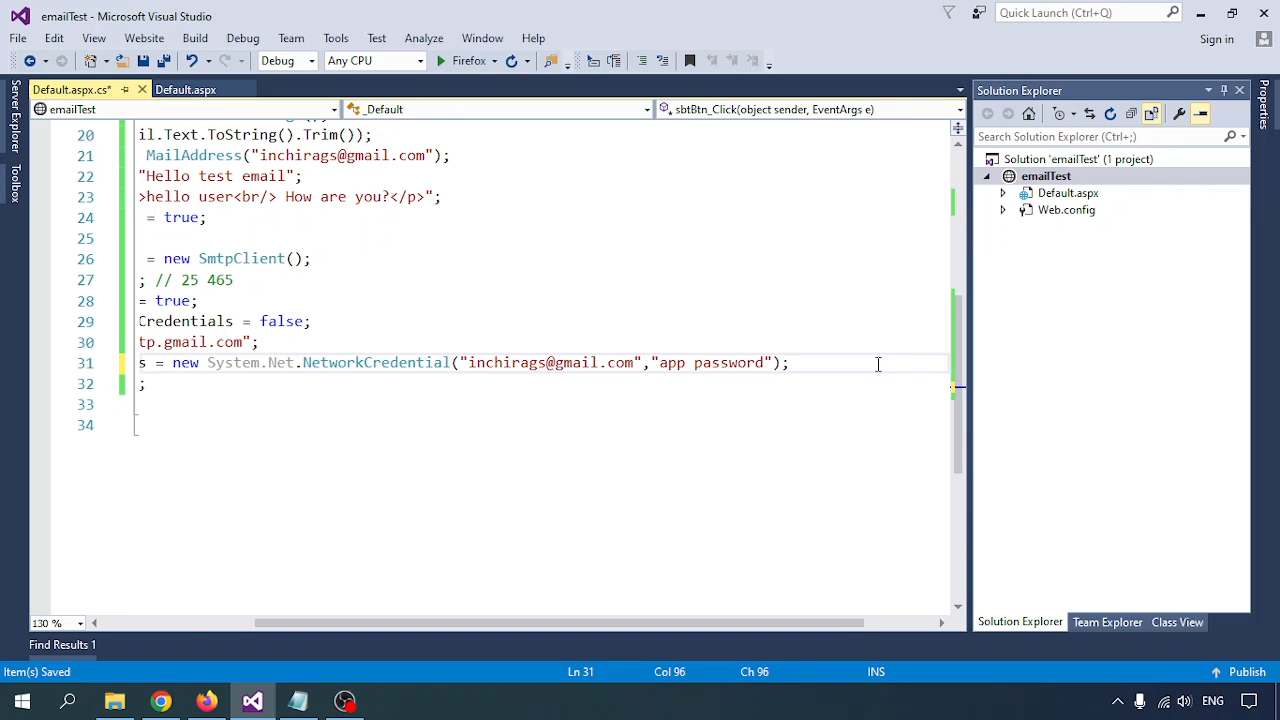 emailTest - Microsoft Visual Studio
Quick Launch (Ctrl+Q)
File Edit View Website Build Debug Team Tools Test Analyze Window Help
Sign in
Debug Any CPU Firefox
Server Explorer
Toolbox
Default.aspx.cs* Default.aspx
emailTest _Default sbtBtn_Click(object sender, EventArgs e)
20 il.Text.ToString().Trim());
21 MailAddress("inchirags@gmail.com");
22 "Hello test email";
23 >hello user<br/> How are you?</p>";
24 = true;
25
26 = new SmtpClient();
27 ; // 25 465
28 = true;
29 Credentials = false;
30 tp.gmail.com";
31 s = new System.Net.NetworkCredential("inchirags@gmail.com","app password");
32 ;
33
34
130 %
Find Results 1
Solution Explorer
Search Solution Explorer (Ctrl+;)
Solution 'emailTest' (1 project)
emailTest
Default.aspx
Web.config
Solution Explorer Team Explorer Class View
Properties
Item(s) Saved Ln 31 Col 96 Ch 96 INS Publish
ENG